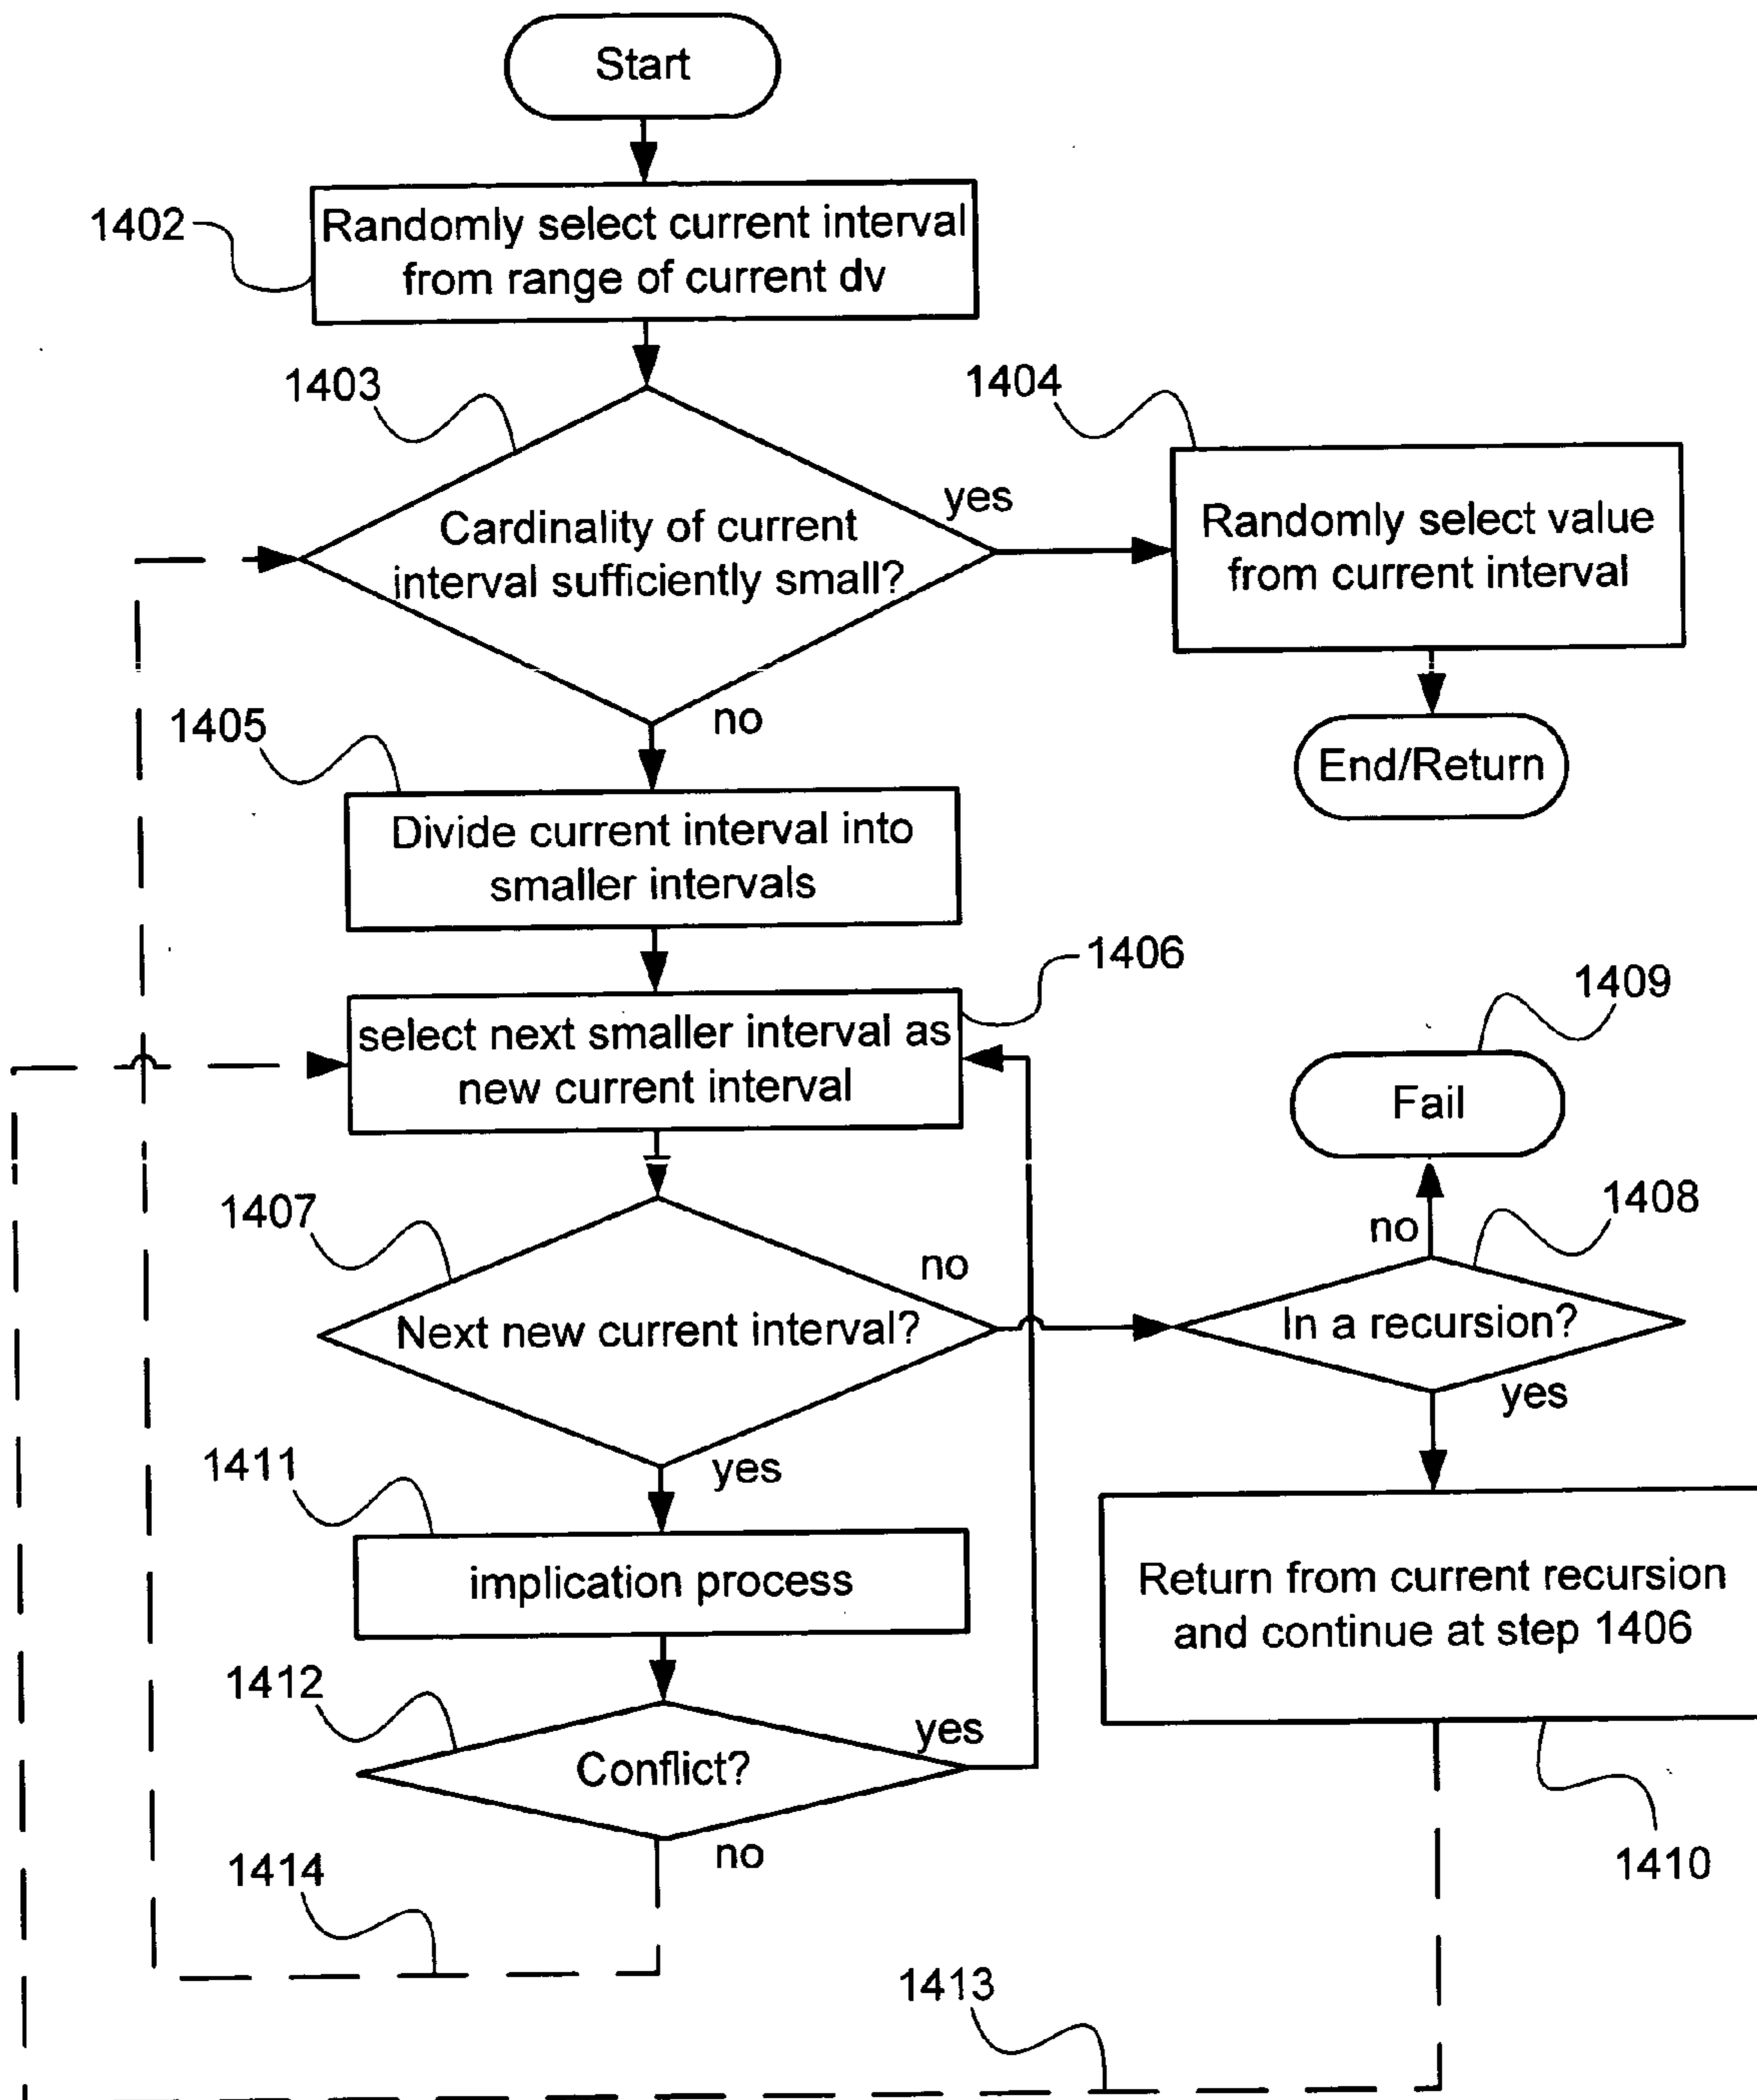 Start
1402
Randomly select current interval
from range of current dv
1403
1404
yes
Cardinality of current
interval sufficiently small?
Randomly select value
from current interval
no
1405
End/Return
Divide current interval into
smaller intervals
1406
1409
select next smaller interval as
new current interval
Fail
1407
1408
no
no
Next new current interval?
In a recursion?
yes
1411
yes
implication process
Return from current recursion
and continue at step 1406
1412
yes
Conflict?
no
1414
1410
1413